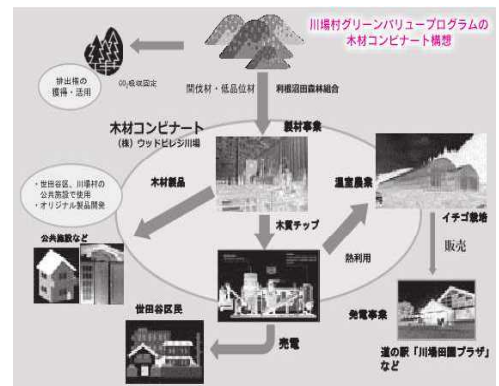 川場村グリーンバリュープログラムの
木材コンビナート構想
排出権の
獲得・活用
CO₂吸収固定
間伐材・低品位材
利根沼田森林組合
木材コンビナート
(株)ウッドビレジ川場
製材事業
・世田谷区、川場村の
公共施設で使用
・オリジナル製品開発
木材製品
温室農業
木質チップ
イチゴ栽培
公共施設など
熱利用
販売
世田谷区民
発電事業
売電
道の駅「川場田園プラザ」
など